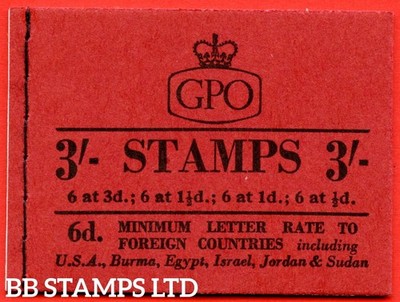 GPO
3/- STAMPS 3/-
6 at 3d.; 6 at 1½d.; 6 at 1d.; 6 at ½d.
6d. MINIMUM LETTER RATE TO
FOREIGN COUNTRIES including
U.S.A., Burma, Egypt, Israel, Jordan & Sudan
BB STAMPS LTD